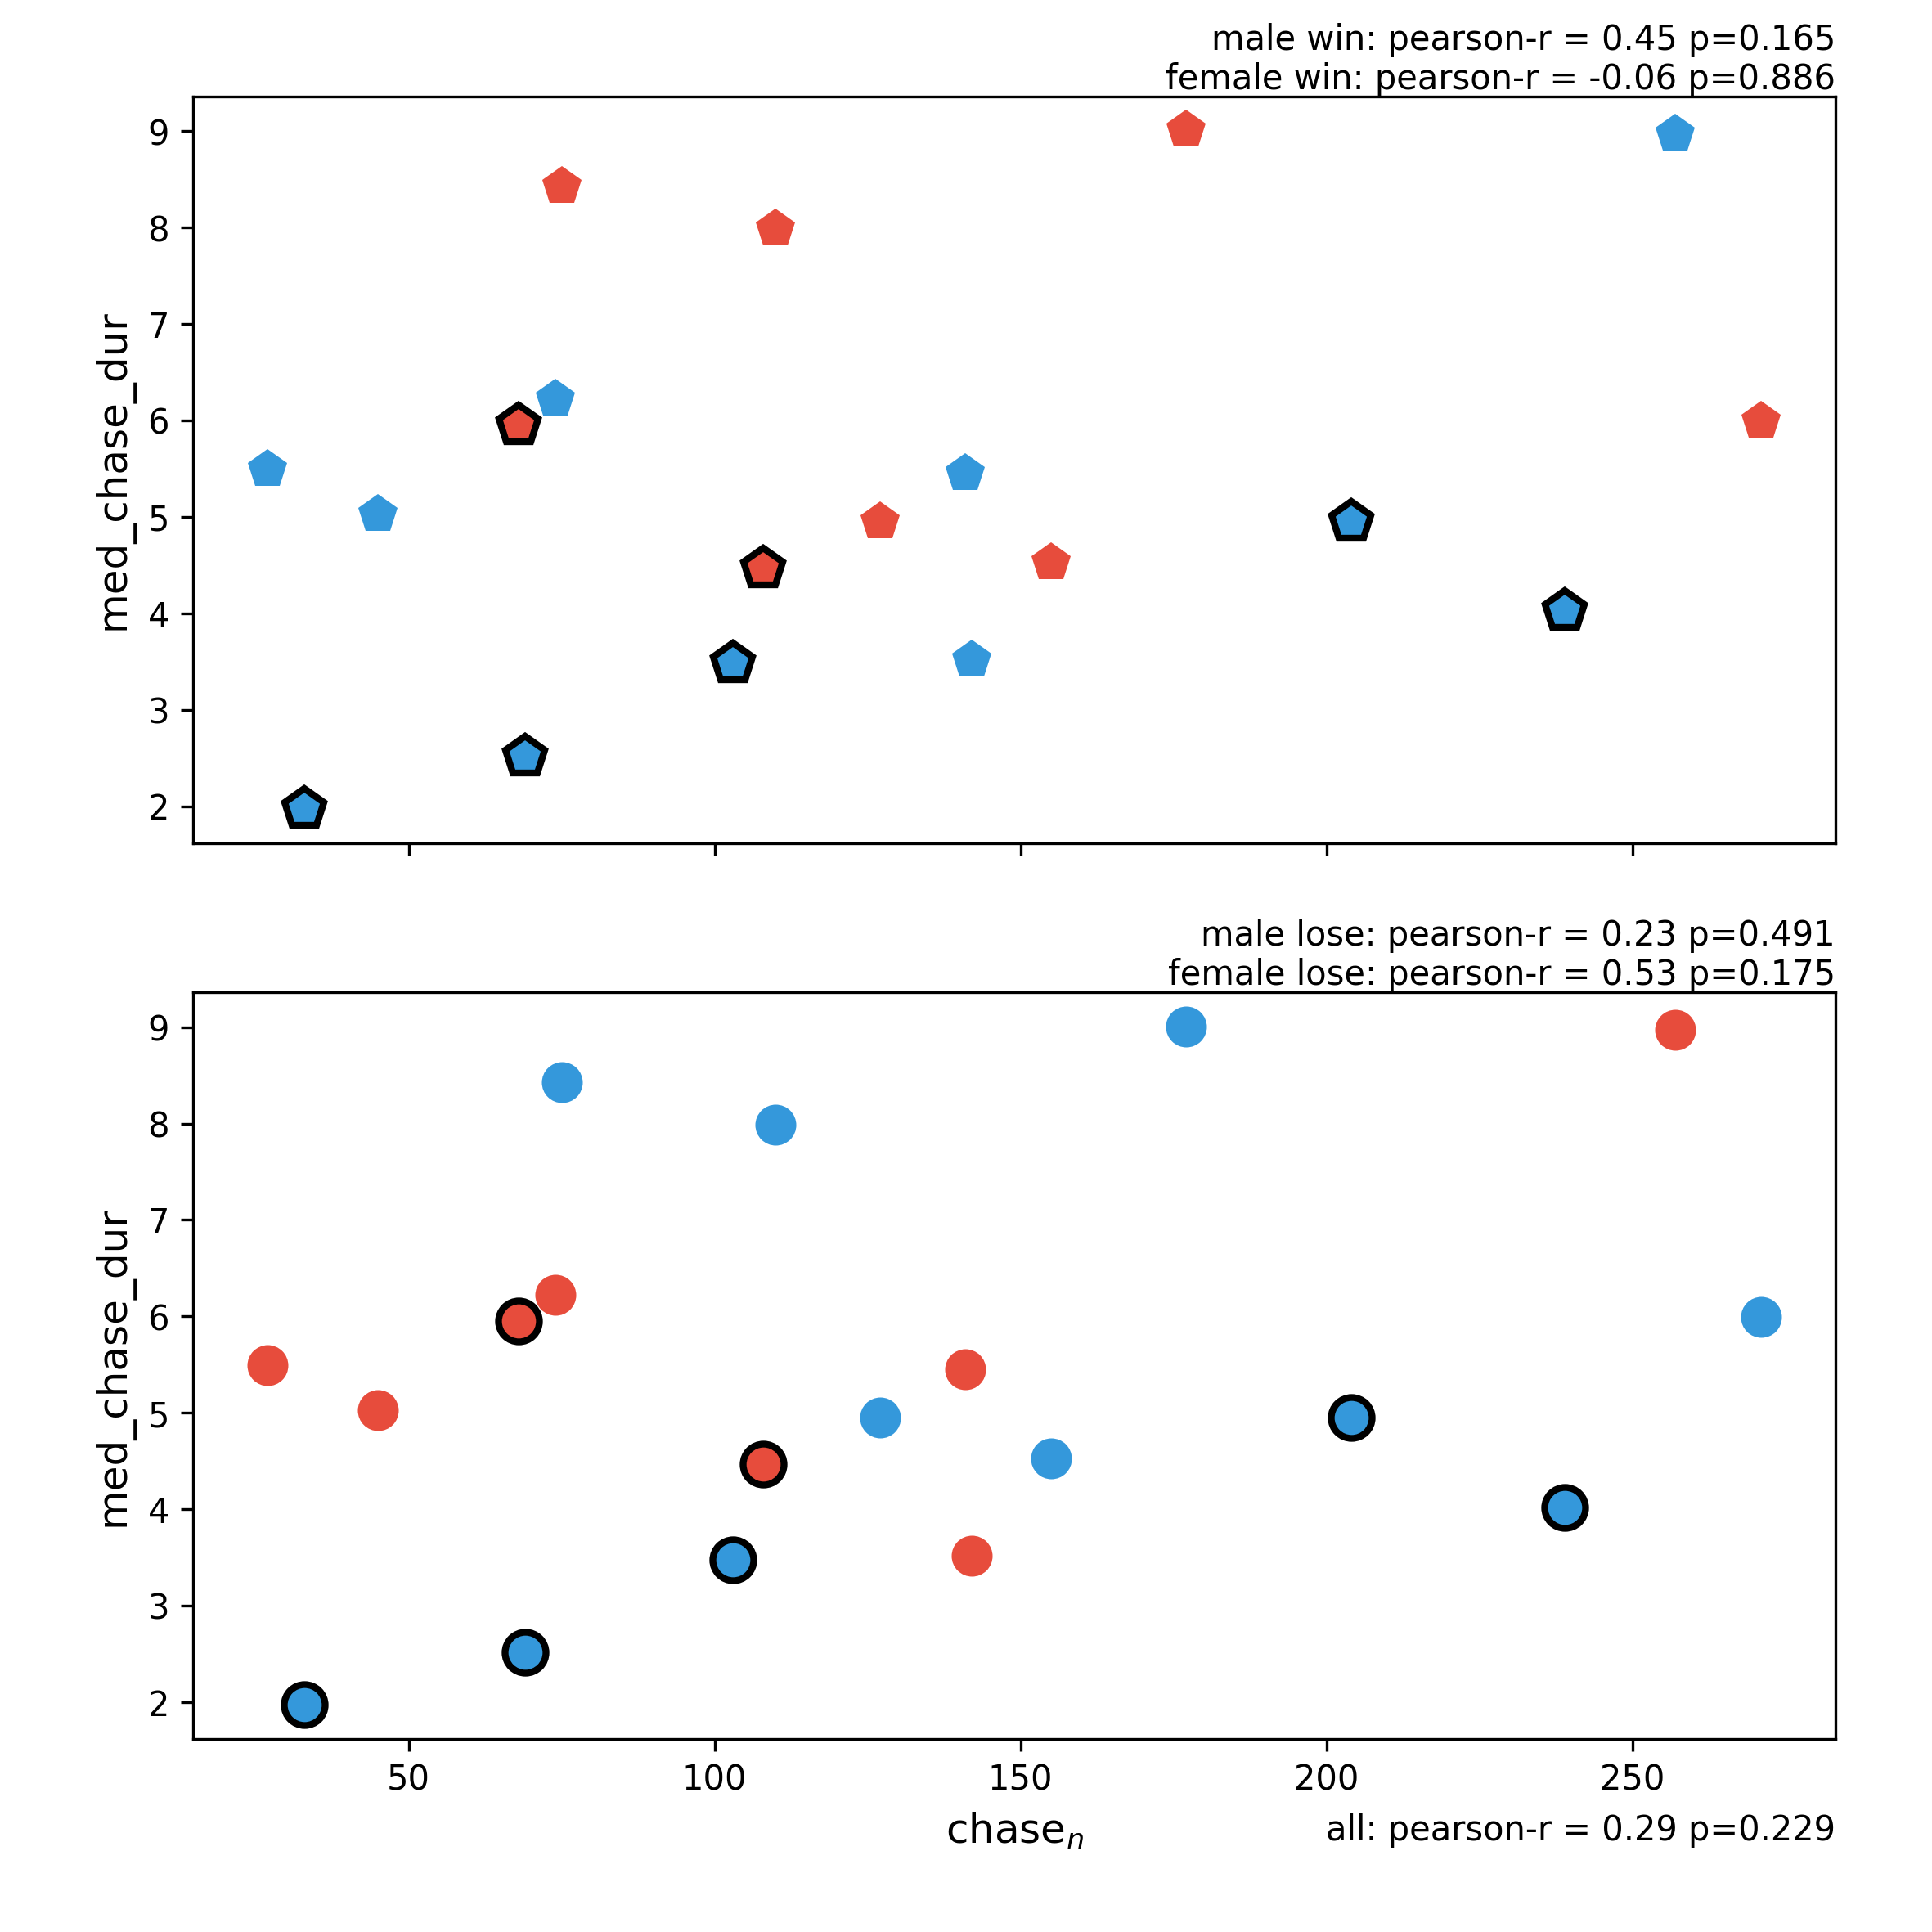 male win: pearson-r = 0.45 p=0.165
female win: pearson-r = -0.06 p=0.886
9
8
7
6
5
4
3
2
med_chase_dur
male lose: pearson-r = 0.23 p=0.491
female lose: pearson-r = 0.53 p=0.175
9
8
7
6
5
4
3
2
med_chase_dur
50 100 150 200 250
chaseₙ
all: pearson-r = 0.29 p=0.229